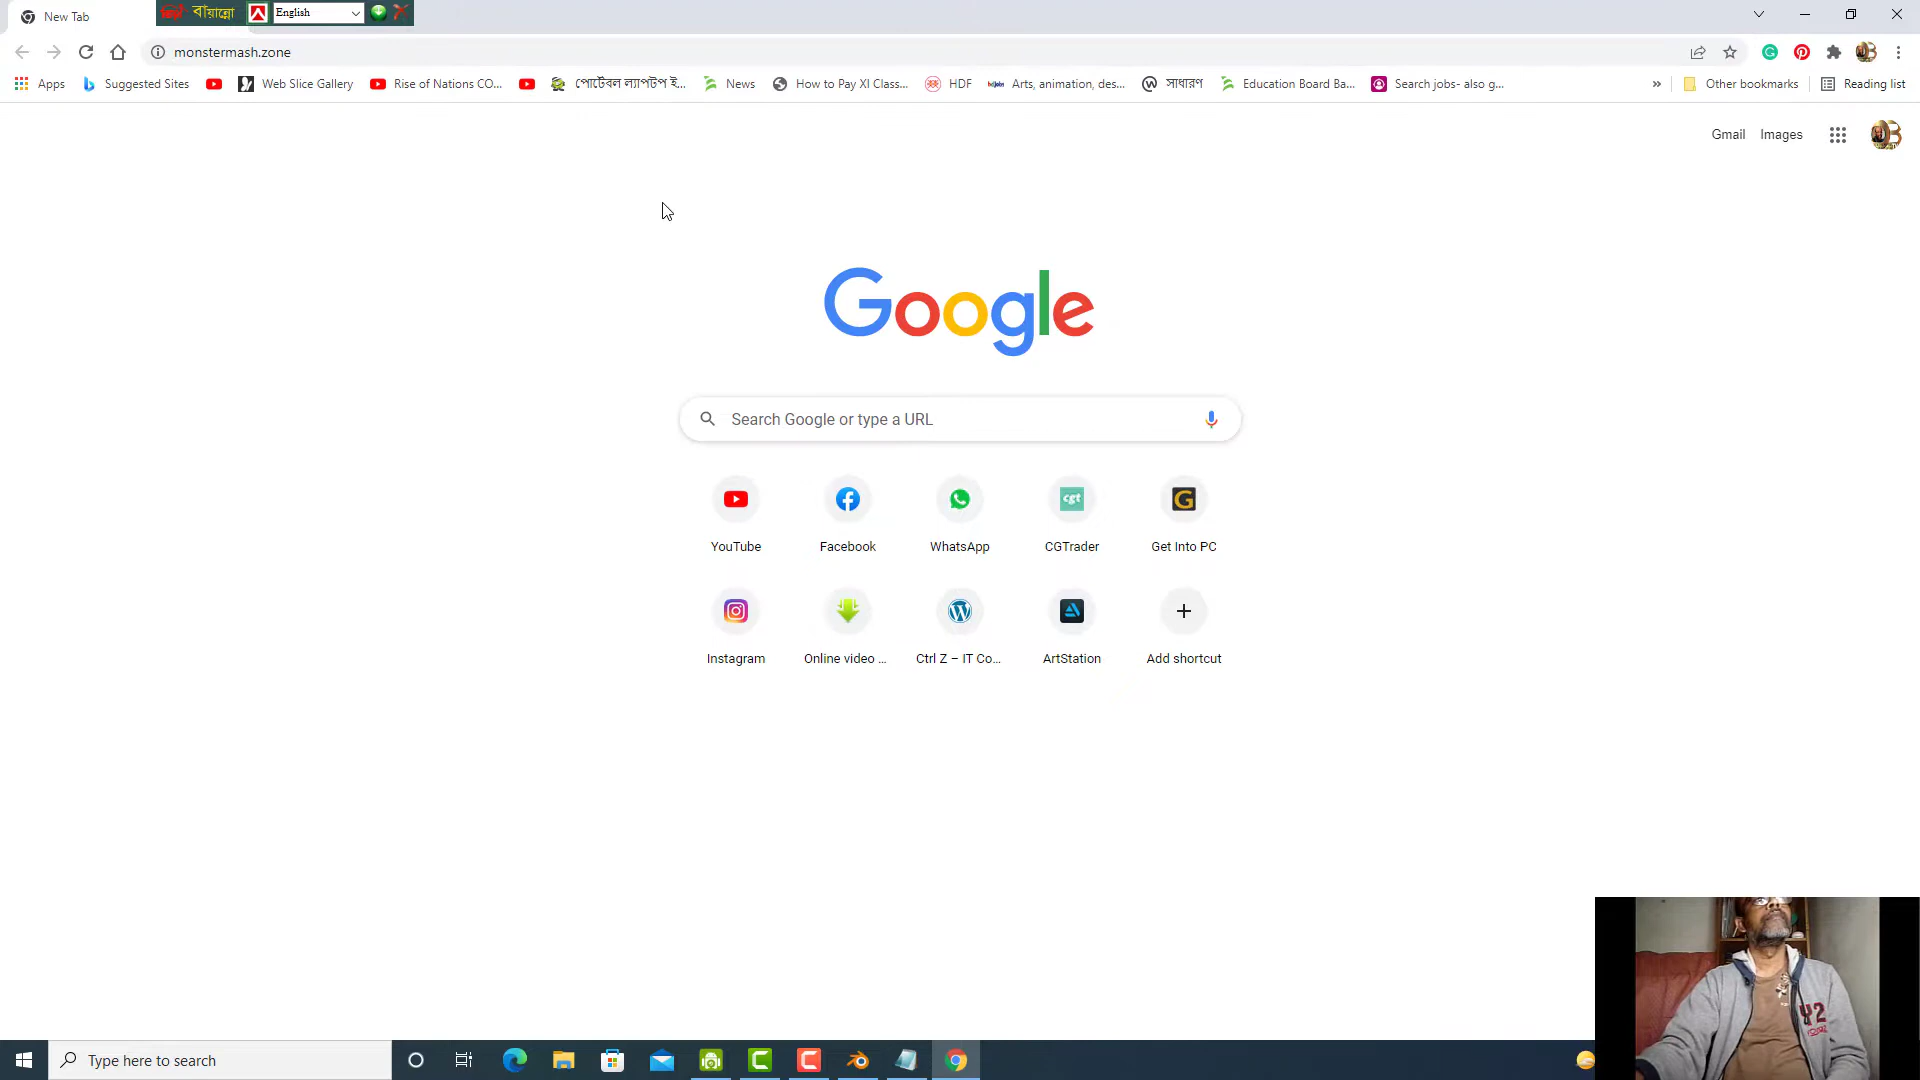 New Tab
বায়ান্নো
English
monstermash.zone
Apps
Suggested Sites
Web Slice Gallery
Rise of Nations CO...
পোর্টেবল ল্যাপটপ ই...
News
How to Pay XI Class...
HDF
Arts, animation, des...
সাধারণ
Education Board Ba...
Search jobs- also g...
»
Other bookmarks
Reading list
Gmail
Images
Google
Search Google or type a URL
YouTube
Facebook
WhatsApp
cgt
CGTrader
Get Into PC
Instagram
Online video ...
Ctrl Z – IT Co...
ArtStation
Add shortcut
Type here to search
Y2